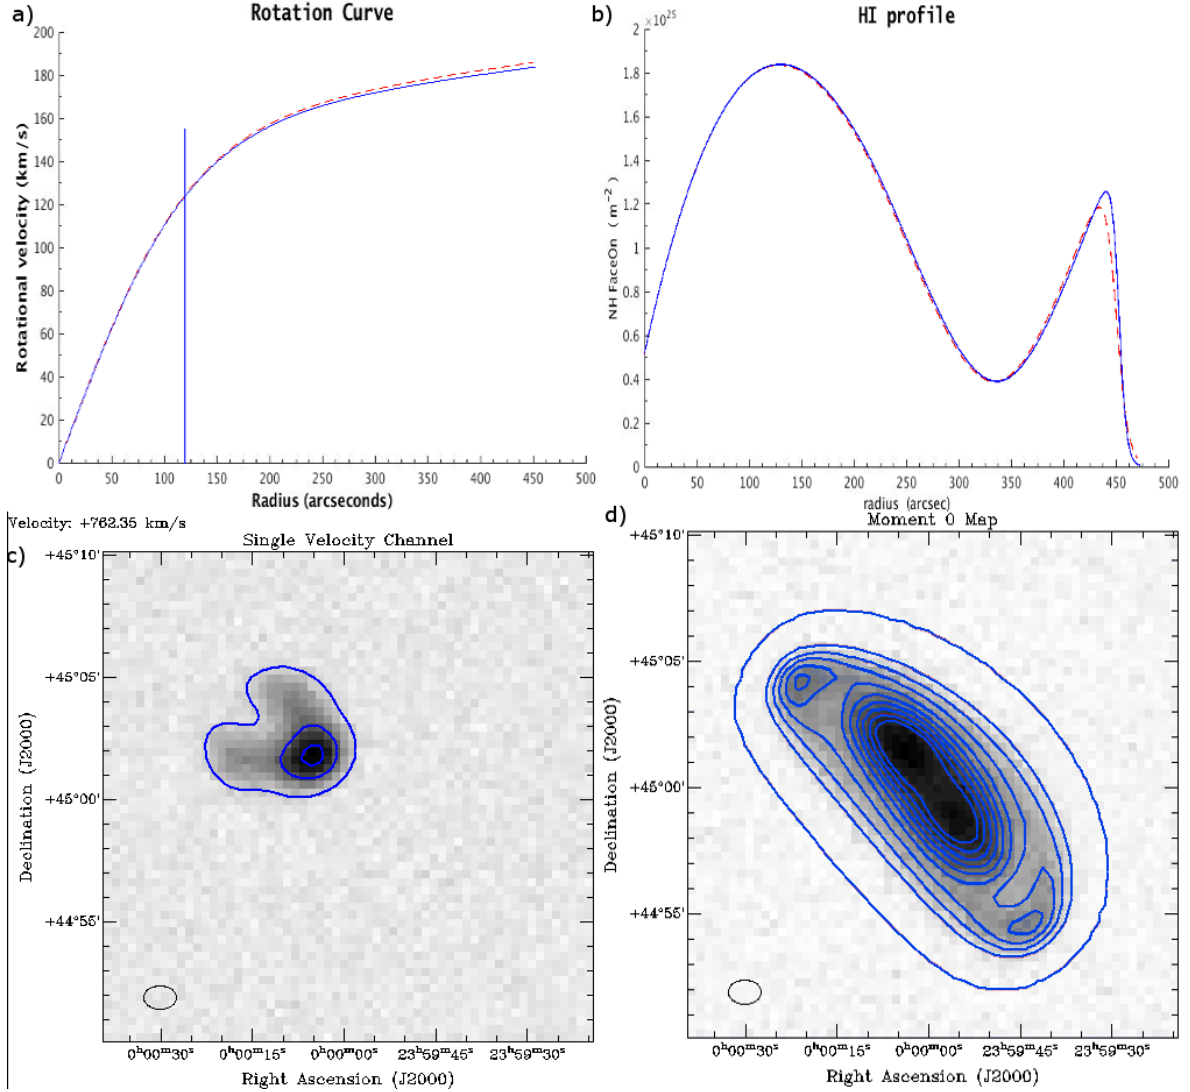 a)
Rotation Curve
200
180
160
140
120
100
80
60
40
20
0
Rotational velocity (km/s)
0 50 100 150 200 250 300 350 400 450 500
Radius (arcseconds)
b)
HI profile
×10²⁵
2
1.8
1.6
1.4
1.2
1
0.8
0.6
0.4
0.2
0
NH FaceOn ( m⁻² )
0 50 100 150 200 250 300 350 400 450 500
radius (arcsec)
Velocity: +762.35 km/s
c)
Single Velocity Channel
+45°10'
+45°05'
+45°00'
+44°55'
Declination (J2000)
0ʰ00ᵐ30ˢ 0ʰ00ᵐ15ˢ 0ʰ00ᵐ00ˢ 23ʰ59ᵐ45ˢ 23ʰ59ᵐ30ˢ
Right Ascension (J2000)
d)
Moment 0 Map
+45°10'
+45°05'
+45°00'
+44°55'
Declination (J2000)
0ʰ00ᵐ30ˢ 0ʰ00ᵐ15ˢ 0ʰ00ᵐ00ˢ 23ʰ59ᵐ45ˢ 23ʰ59ᵐ30ˢ
Right Ascension (J2000)